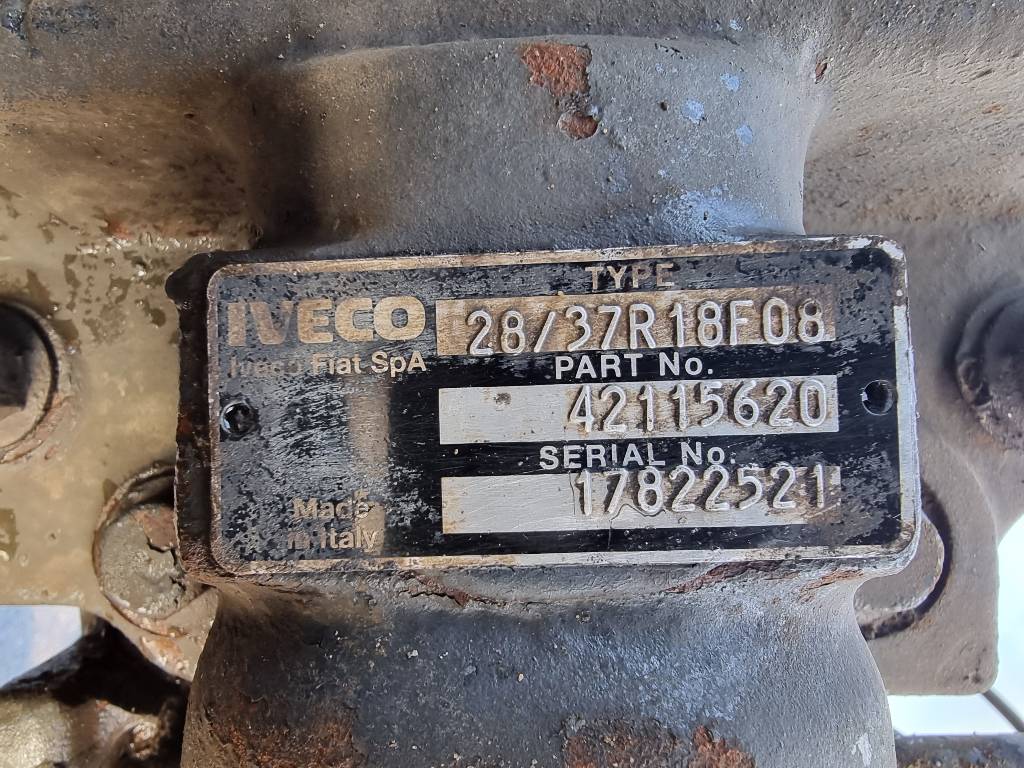 TYPE
IVECO 28/37R18F08
Iveco Fiat SpA
PART No.
42115620
SERIAL No.
17822521
Made
in Italy